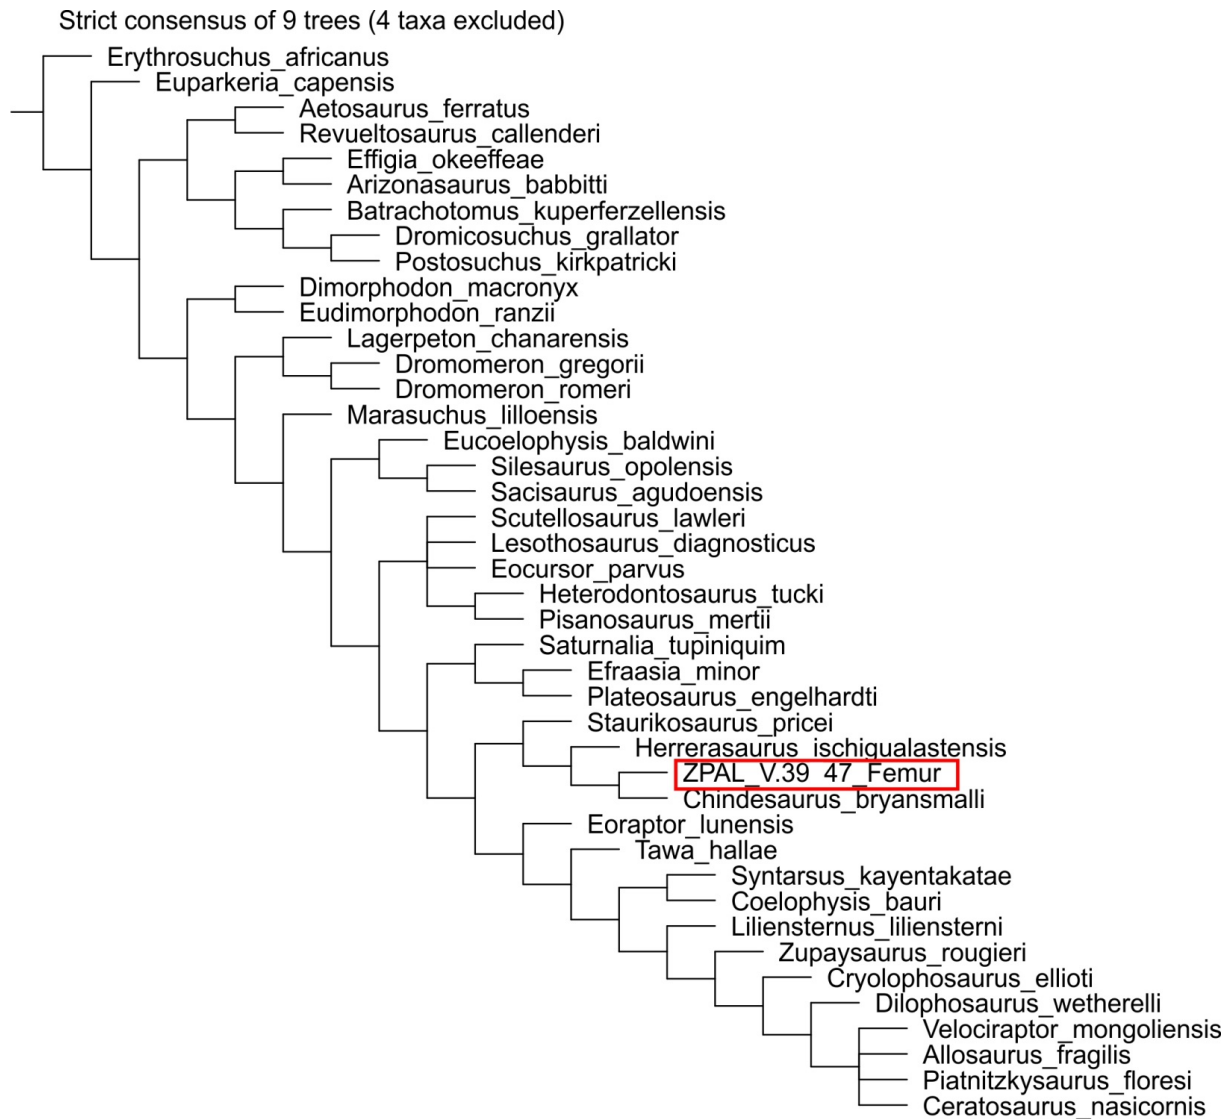 Strict consensus of 9 trees (4 taxa excluded)
Erythrosuchus_africanus
Euparkeria_capensis
Aetosaurus_ferratus
Revueltosaurus_callenderi
Effigia_okeeffeae
Arizonasaurus_babbitti
Batrachotomus_kuperferzellensis
Dromicosuchus_grallator
Postosuchus_kirkpatricki
Dimorphodon_macronyx
Eudimorphodon_ranzii
Lagerpeton_chanarensis
Dromomeron_gregorii
Dromomeron_romeri
Marasuchus_lilloensis
Eucoelophysis_baldwini
Silesaurus_opolensis
Sacisaurus_agudoensis
Scutellosaurus_lawleri
Lesothosaurus_diagnosticus
Eocursor_parvus
Heterodontosaurus_tucki
Pisanosaurus_mertii
Saturnalia_tupiniquim
Efraasia_minor
Plateosaurus_engelhardti
Staurikosaurus_pricei
Herrerasaurus_ischigualastensis
ZPAL_V.39_47_Femur
Chindesaurus_bryansmalli
Eoraptor_lunensis
Tawa_hallae
Syntarsus_kayentakatae
Coelophysis_bauri
Liliensternus_liliensterni
Zupaysaurus_rougieri
Cryolophosaurus_ellioti
Dilophosaurus_wetherelli
Velociraptor_mongoliensis
Allosaurus_fragilis
Piatnitzkysaurus_floresi
Ceratosaurus_nasicornis